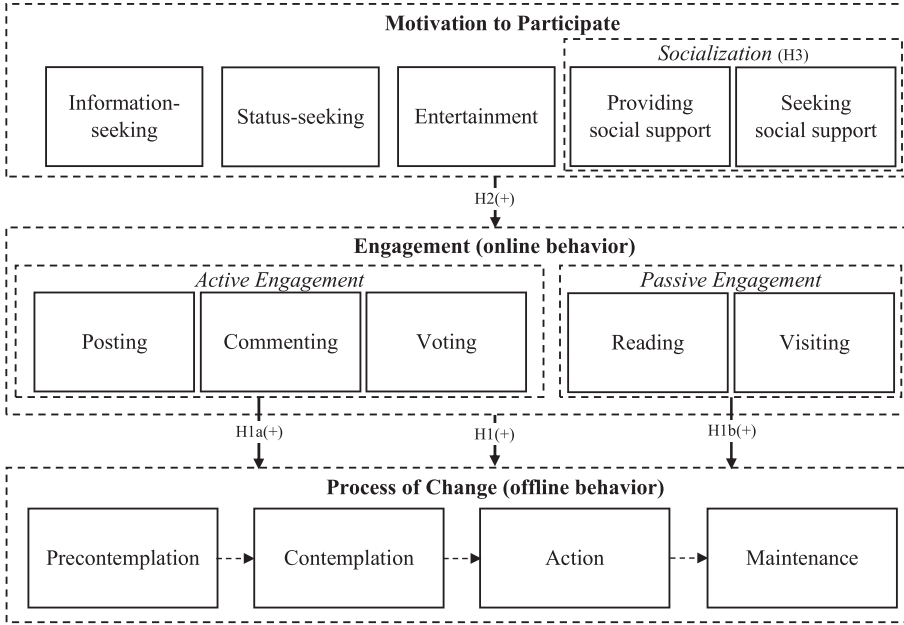 Motivation to Participate
Socialization (H3)
Information-
seeking
Status-seeking
Entertainment
Providing
social support
Seeking
social support
H2(+)
Engagement (online behavior)
Active Engagement
Passive Engagement
Posting
Commenting
Voting
Reading
Visiting
H1a(+)
H1(+)
H1b(+)
Process of Change (offline behavior)
Precontemplation
Contemplation
Action
Maintenance